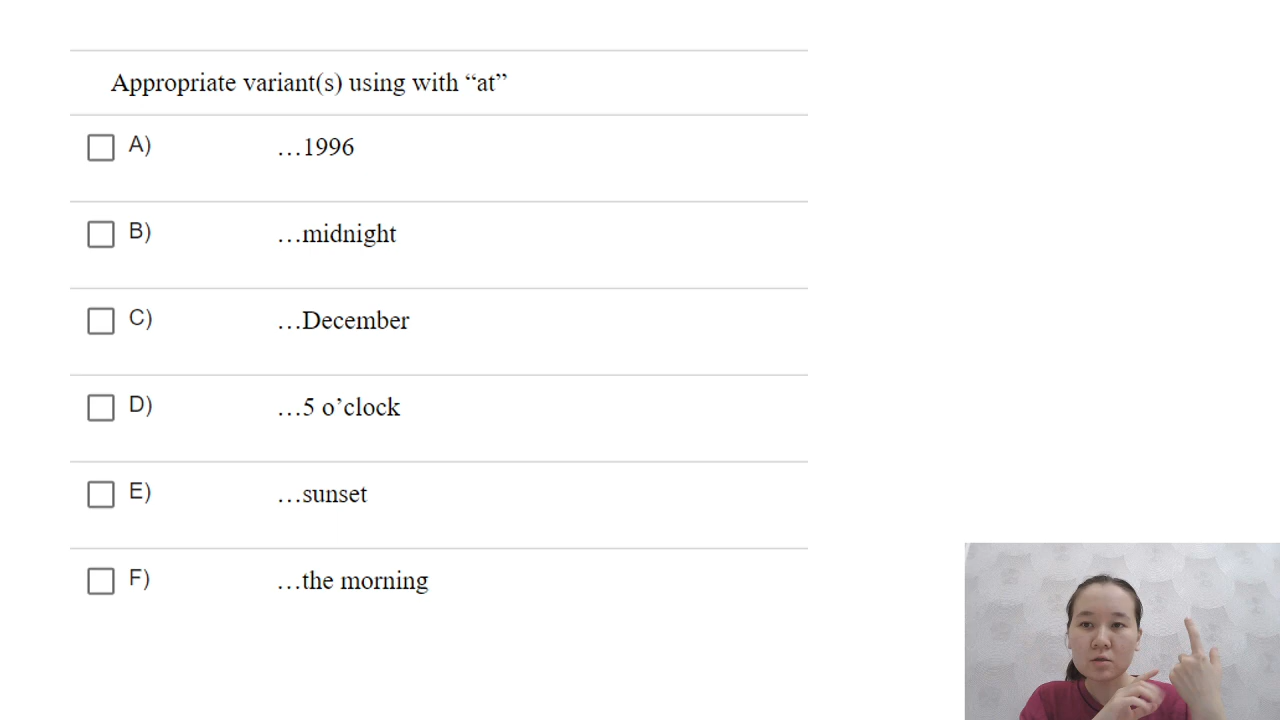 Appropriate variant(s) using with “at”
A) …1996
B) …midnight
C) …December
D) …5 o’clock
E) …sunset
F) …the morning